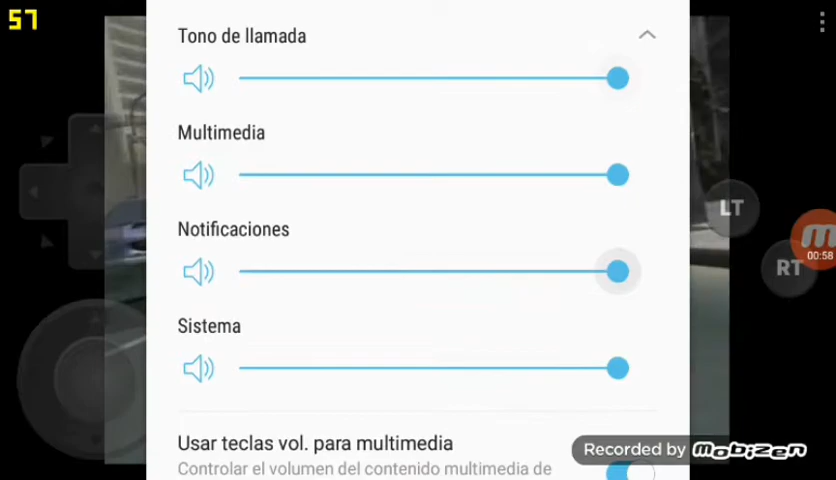 57
Tono de llamada
Multimedia
LT
Notificaciones
RT
00:58
Sistema
Usar teclas vol. para multimedia
Recorded by Mobizen
Controlar el volumen del contenido multimedia de